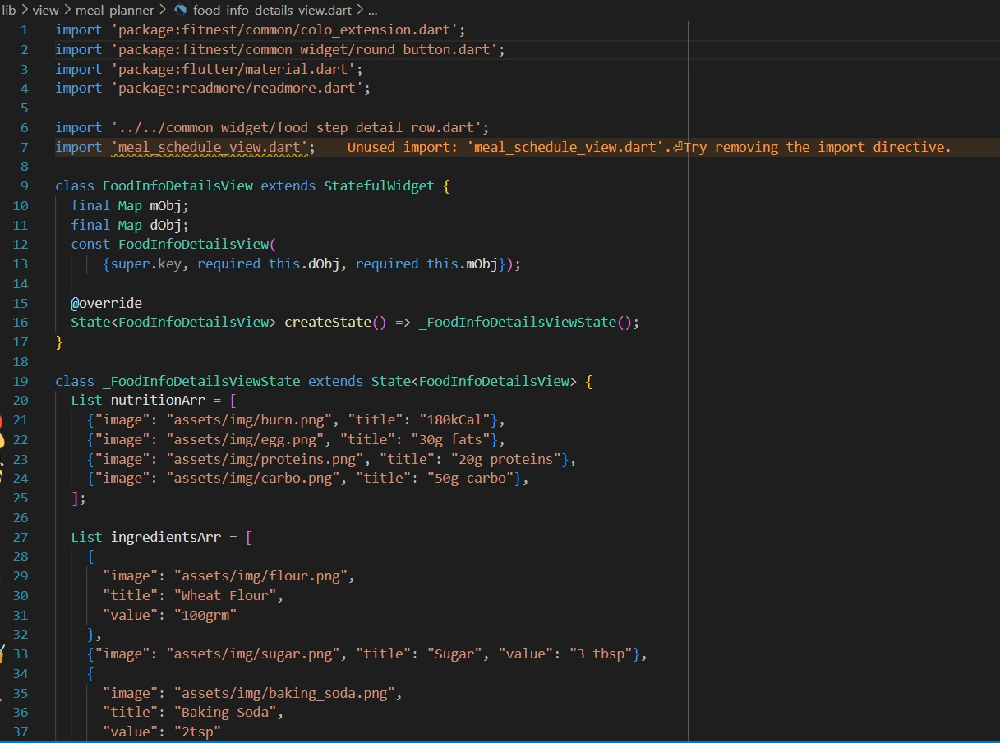 lib > view > meal_planner > food_info_details_view.dart > ...
1 import 'package:fitnest/common/colo_extension.dart';
2 import 'package:fitnest/common_widget/round_button.dart';
3 import 'package:flutter/material.dart';
4 import 'package:readmore/readmore.dart';
5
6 import '../../common_widget/food_step_detail_row.dart';
7 import 'meal_schedule_view.dart'; Unused import: 'meal_schedule_view.dart'.⏎Try removing the import directive.
8
9 class FoodInfoDetailsView extends StatefulWidget {
10   final Map mObj;
11   final Map dObj;
12   const FoodInfoDetailsView(
13       {super.key, required this.dObj, required this.mObj});
14
15   @override
16   State<FoodInfoDetailsView> createState() => _FoodInfoDetailsViewState();
17 }
18
19 class _FoodInfoDetailsViewState extends State<FoodInfoDetailsView> {
20   List nutritionArr = [
21     {"image": "assets/img/burn.png", "title": "180kCal"},
22     {"image": "assets/img/egg.png", "title": "30g fats"},
23     {"image": "assets/img/proteins.png", "title": "20g proteins"},
24     {"image": "assets/img/carbo.png", "title": "50g carbo"},
25   ];
26
27   List ingredientsArr = [
28     {
29       "image": "assets/img/flour.png",
30       "title": "Wheat Flour",
31       "value": "100grm"
32     },
33     {"image": "assets/img/sugar.png", "title": "Sugar", "value": "3 tbsp"},
34     {
35       "image": "assets/img/baking_soda.png",
36       "title": "Baking Soda",
37       "value": "2tsp"